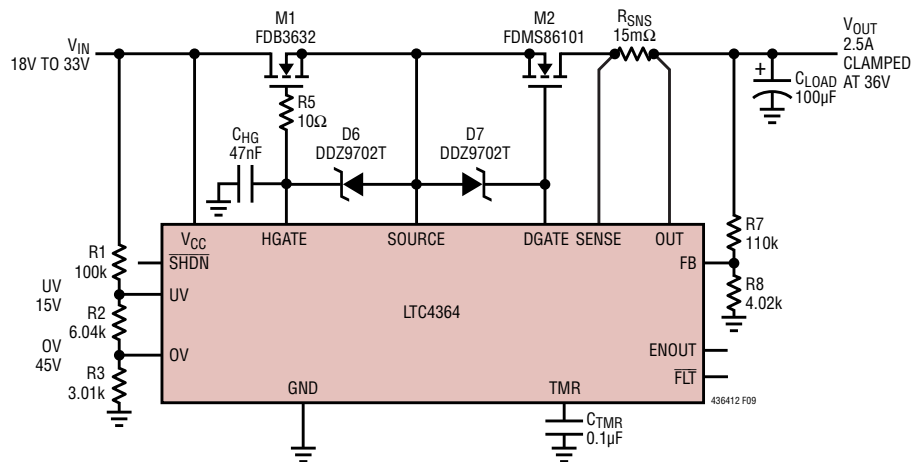 M1
FDB3632
M2
FDMS86101
RSNS
15mΩ
VIN
18V TO 33V
VOUT
2.5A
CLAMPED
AT 36V
+
CLOAD
100µF
R5
10Ω
CHG
47nF
D6
DDZ9702T
D7
DDZ9702T
VCC
HGATE
SOURCE
DGATE
SENSE
OUT
R1
100k
SHDN
FB
R7
110k
UV
15V
UV
R2
6.04k
LTC4364
R8
4.02k
OV
45V
OV
ENOUT
R3
3.01k
FLT
GND
TMR
436412 F09
CTMR
0.1µF